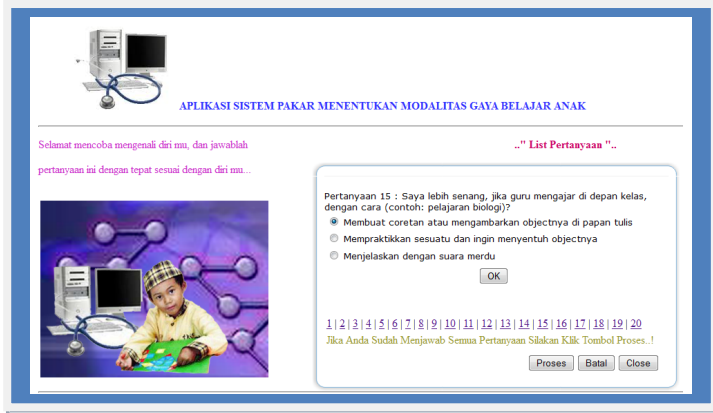 APLIKASI SISTEM PAKAR MENENTUKAN MODALITAS GAYA BELAJAR ANAK
Selamat mencoba mengenali diri mu, dan jawablah
pertanyaan ini dengan tepat sesuai dengan diri mu...
.." List Pertanyaan "..
Pertanyaan 15 : Saya lebih senang, jika guru mengajar di depan kelas,
dengan cara (contoh: pelajaran biologi)?
Membuat coretan atau mengambarkan objectnya di papan tulis
Mempraktikkan sesuatu dan ingin menyentuh objectnya
Menjelaskan dengan suara merdu
OK
1 | 2 | 3 | 4 | 5 | 6 | 7 | 8 | 9 | 10 | 11 | 12 | 13 | 14 | 15 | 16 | 17 | 18 | 19 | 20
Jika Anda Sudah Menjawab Semua Pertanyaan Silakan Klik Tombol Proses..!
Proses Batal Close